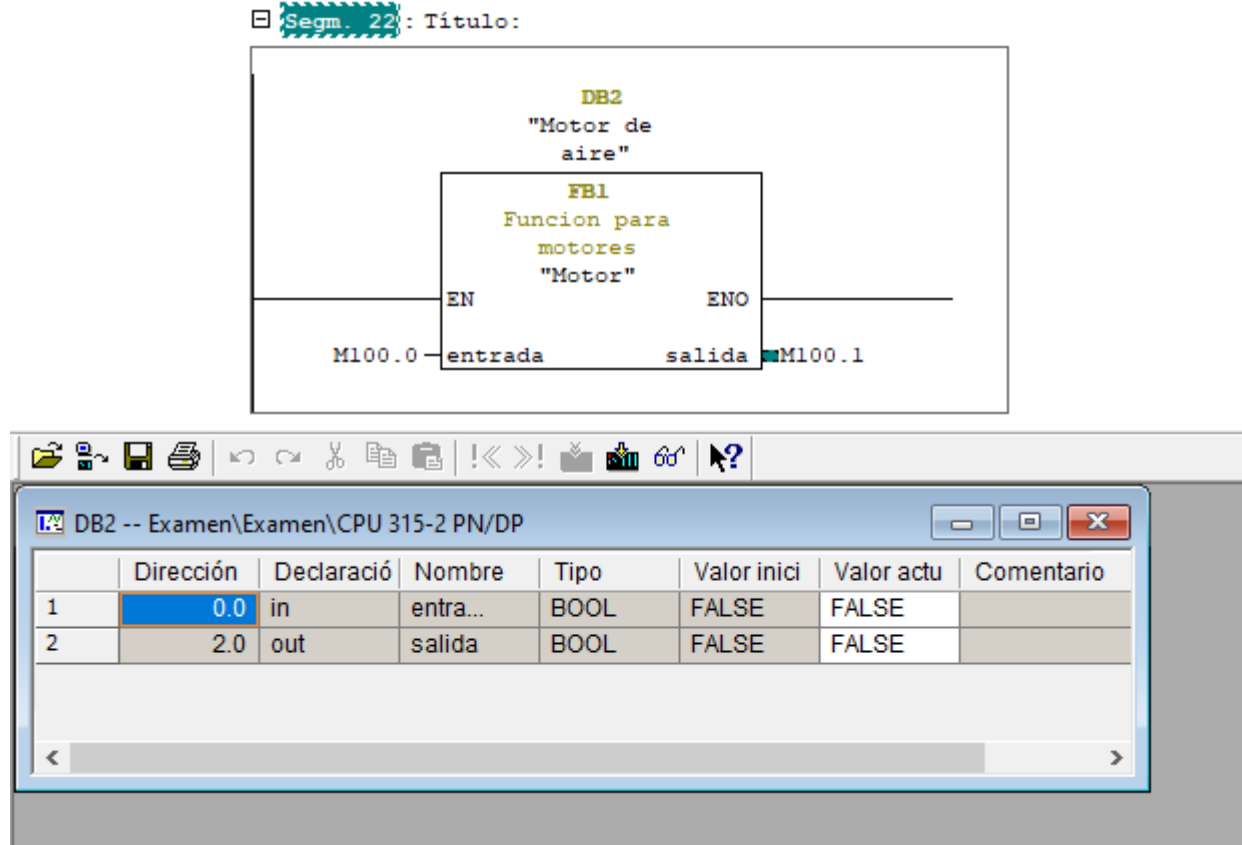 Segm. 22: Título:
DB2
"Motor de
aire"
FB1
Funcion para
motores
"Motor"
EN ENO
M100.0 entrada salida M100.1
DB2 -- Examen\Examen\CPU 315-2 PN/DP
Dirección Declaració Nombre Tipo Valor inici Valor actu Comentario
1 0.0 in entra... BOOL FALSE FALSE
2 2.0 out salida BOOL FALSE FALSE